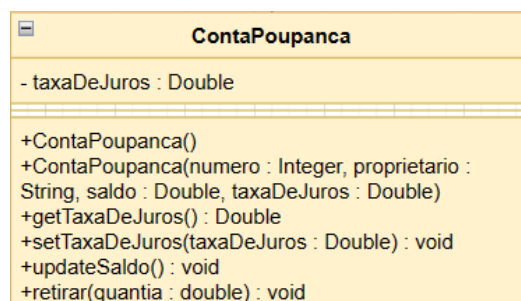 ContaPoupanca
- taxaDeJuros : Double
+ContaPoupanca()
+ContaPoupanca(numero : Integer, proprietario :
String, saldo : Double, taxaDeJuros : Double)
+getTaxaDeJuros() : Double
+setTaxaDeJuros(taxaDeJuros : Double) : void
+updateSaldo() : void
+retirar(quantia : double) : void